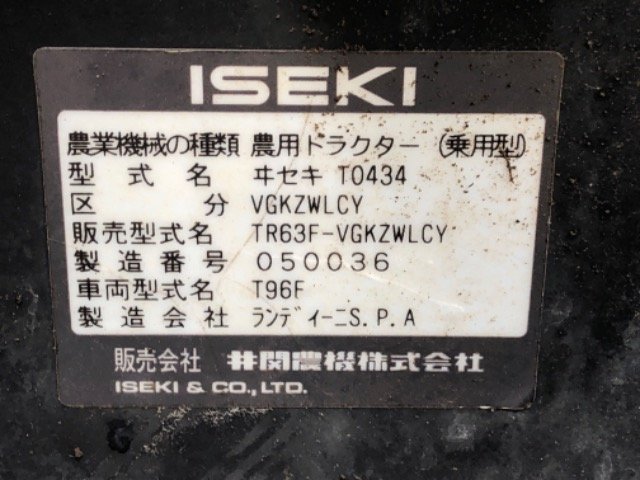 ISEKI
農業機械の種類 農用トラクター (乗用型)
型式名 ヰセキ T0434
区分 VGKZWLCY
販売型式名 TR63F-VGKZWLCY
製造番号 050036
車両型式名 T96F
製造会社 ランディーニS.P.A
販売会社 井関農機株式会社
ISEKI & CO., LTD.